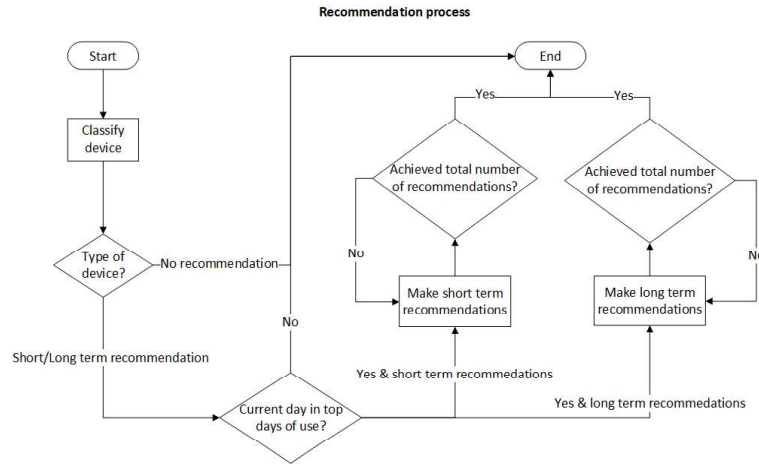 Recommendation process
Start
End
Yes
Yes
Classify
device
Achieved total number
of recommendations?
Achieved total number
of recommendations?
Type of
device?
No recommendation
No
No
Make short term
recommendations
Make long term
recommendations
No
Short/Long term recommendation
Yes & short term recommedations
Current day in top
days of use?
Yes & long term recommedations